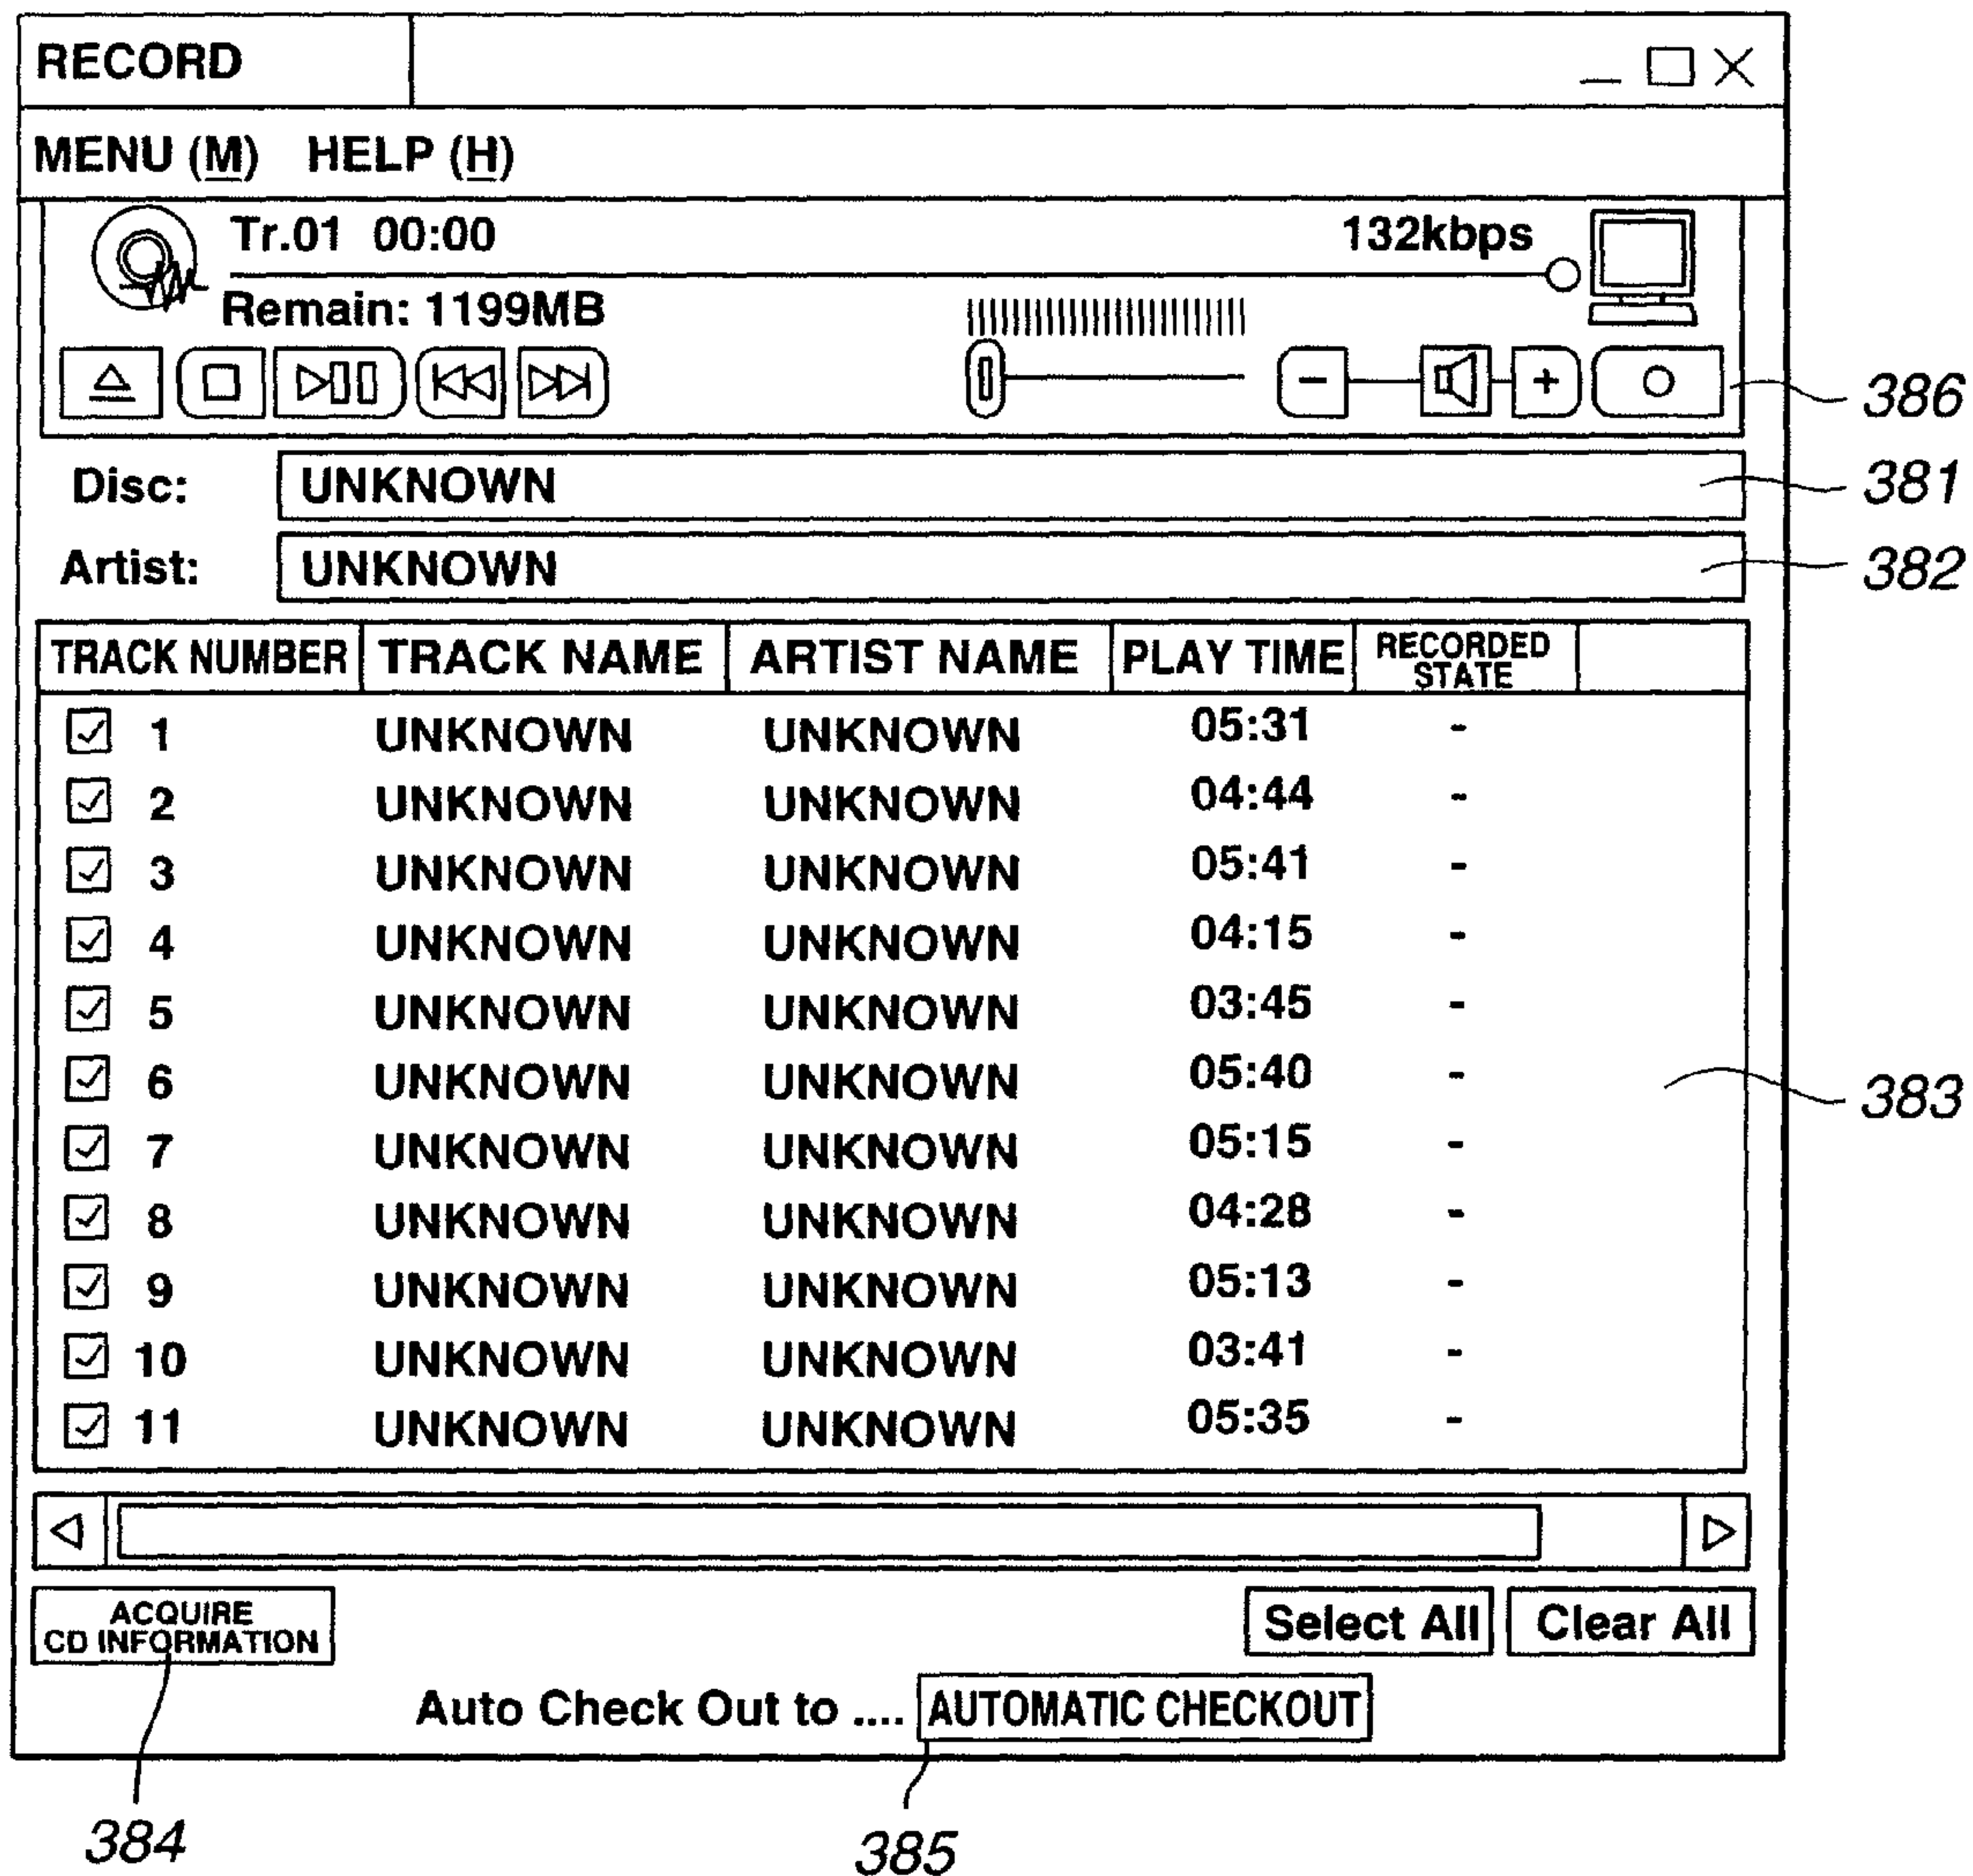 RECORD
MENU (M) HELP (H)
Tr.01 00:00 132kbps
Remain: 1199MB
386
Disc: UNKNOWN 381
Artist: UNKNOWN 382
TRACK NUMBER TRACK NAME ARTIST NAME PLAY TIME RECORDED STATE
1 UNKNOWN UNKNOWN 05:31 -
2 UNKNOWN UNKNOWN 04:44 -
3 UNKNOWN UNKNOWN 05:41 -
4 UNKNOWN UNKNOWN 04:15 -
5 UNKNOWN UNKNOWN 03:45 -
6 UNKNOWN UNKNOWN 05:40 - 383
7 UNKNOWN UNKNOWN 05:15 -
8 UNKNOWN UNKNOWN 04:28 -
9 UNKNOWN UNKNOWN 05:13 -
10 UNKNOWN UNKNOWN 03:41 -
11 UNKNOWN UNKNOWN 05:35 -
ACQUIRE
CD INFORMATION
Select All Clear All
Auto Check Out to .... AUTOMATIC CHECKOUT
384 385